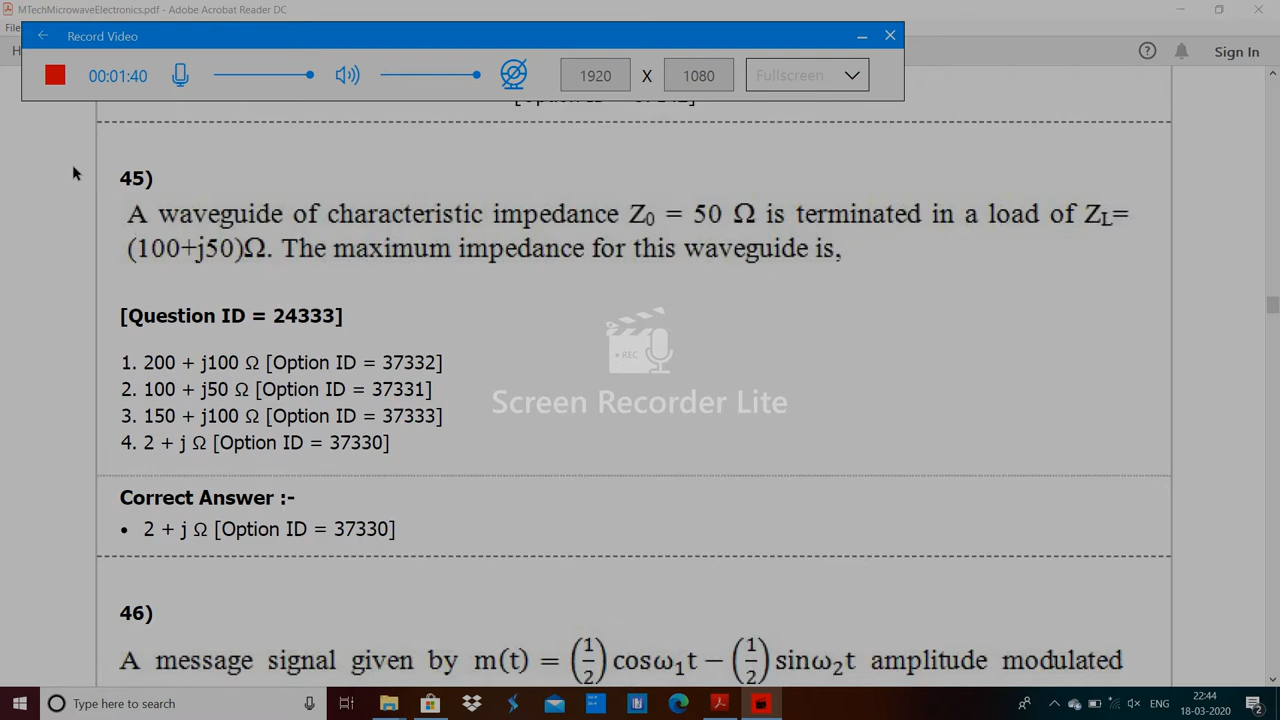 MTechMicrowaveElectronics.pdf - Adobe Acrobat Reader DC
File
Record Video
00:01:40
1920 X 1080 Fullscreen
Sign In
45)
A waveguide of characteristic impedance Z₀ = 50 Ω is terminated in a load of Z_L=
(100+j50)Ω. The maximum impedance for this waveguide is,
[Question ID = 24333]
1. 200 + j100 Ω [Option ID = 37332]
2. 100 + j50 Ω [Option ID = 37331]
3. 150 + j100 Ω [Option ID = 37333]
4. 2 + j Ω [Option ID = 37330]
• REC
Screen Recorder Lite
Correct Answer :-
• 2 + j Ω [Option ID = 37330]
46)
A message signal given by m(t) = (1/2) cosω₁t − (1/2) sinω₂t amplitude modulated
Type here to search
ENG
22:44
18-03-2020
2